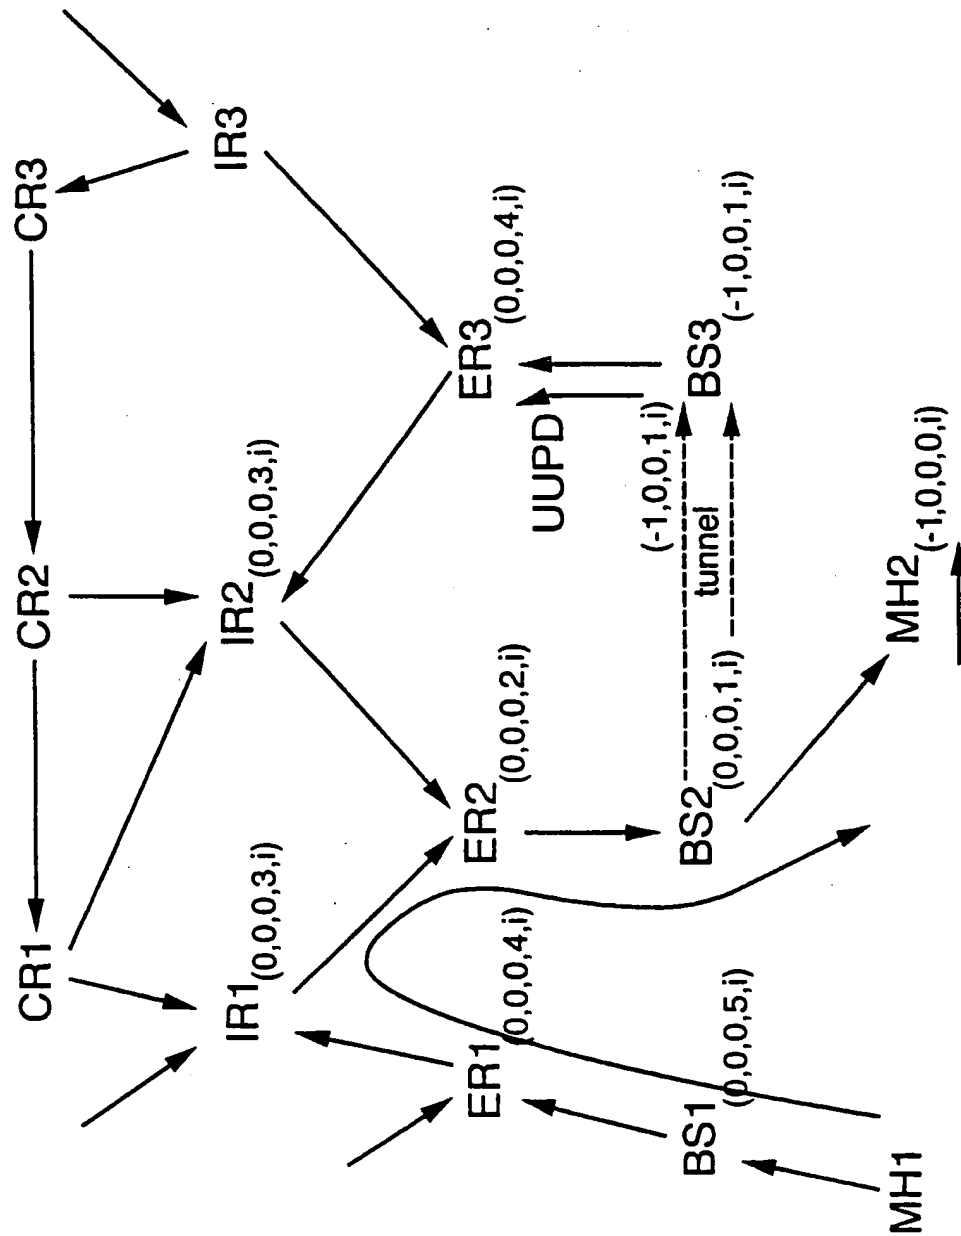 CR1
CR2
CR3
IR1(0,0,0,3,i)
IR2(0,0,0,3,i)
IR3
ER1(0,0,0,4,i)
ER2(0,0,0,2,i)
ER3(0,0,0,4,i)
UUPD
(-1,0,0,1,i)
tunnel
BS1(0,0,0,5,i)
BS2(0,0,0,1,i)
BS3(-1,0,0,1,i)
MH1
MH2(-1,0,0,0,i)